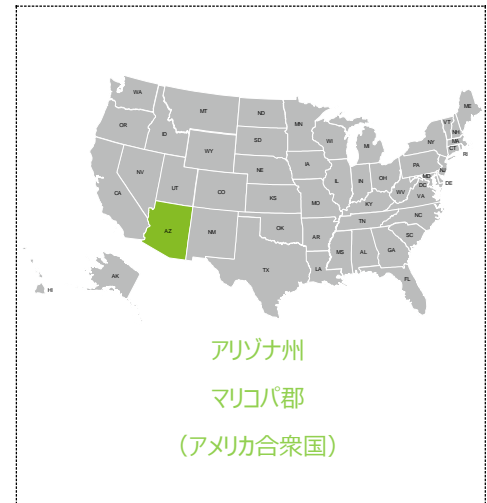 WA
MT
ND
MN
ME
OR
ID
SD
WI
VT
NH
NY
MA
CT
RI
WY
MI
IA
NE
PA
NJ
NV
UT
CO
IL
IN
OH
MD
DE
DC
WV
VA
CA
KS
MO
KY
NC
TN
AZ
NM
OK
AR
SC
MS
AL
GA
TX
LA
FL
AK
HI
アリゾナ州
マリコパ郡
（アメリカ合衆国）